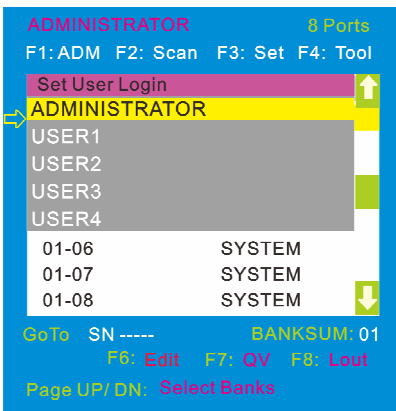 ADMINISTRATOR 8 Ports
F1: ADM F2: Scan F3: Set F4: Tool
Set User Login
ADMINISTRATOR
USER1
USER2
USER3
USER4
01-06 SYSTEM
01-07 SYSTEM
01-08 SYSTEM
GoTo SN ----- BANKSUM: 01
F6: Edit F7: QV F8: Lout
Page UP/ DN: Select Banks